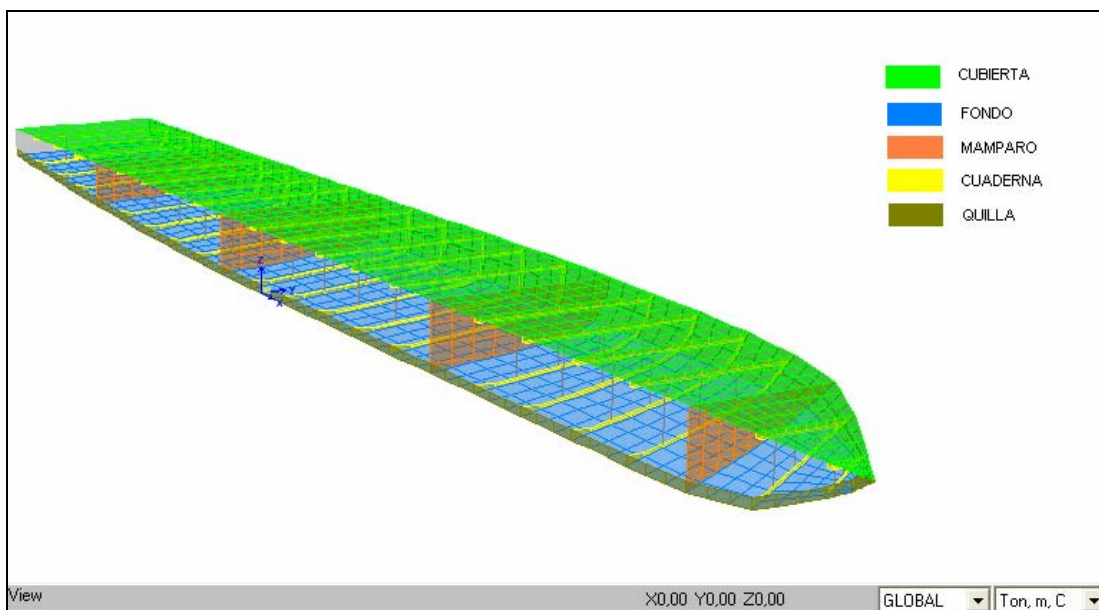 CUBIERTA
FONDO
MAMPARO
CUADERNA
QUILLA
Z
Y
X
View X0,00 Y0,00 Z0,00 GLOBAL Ton, m, C